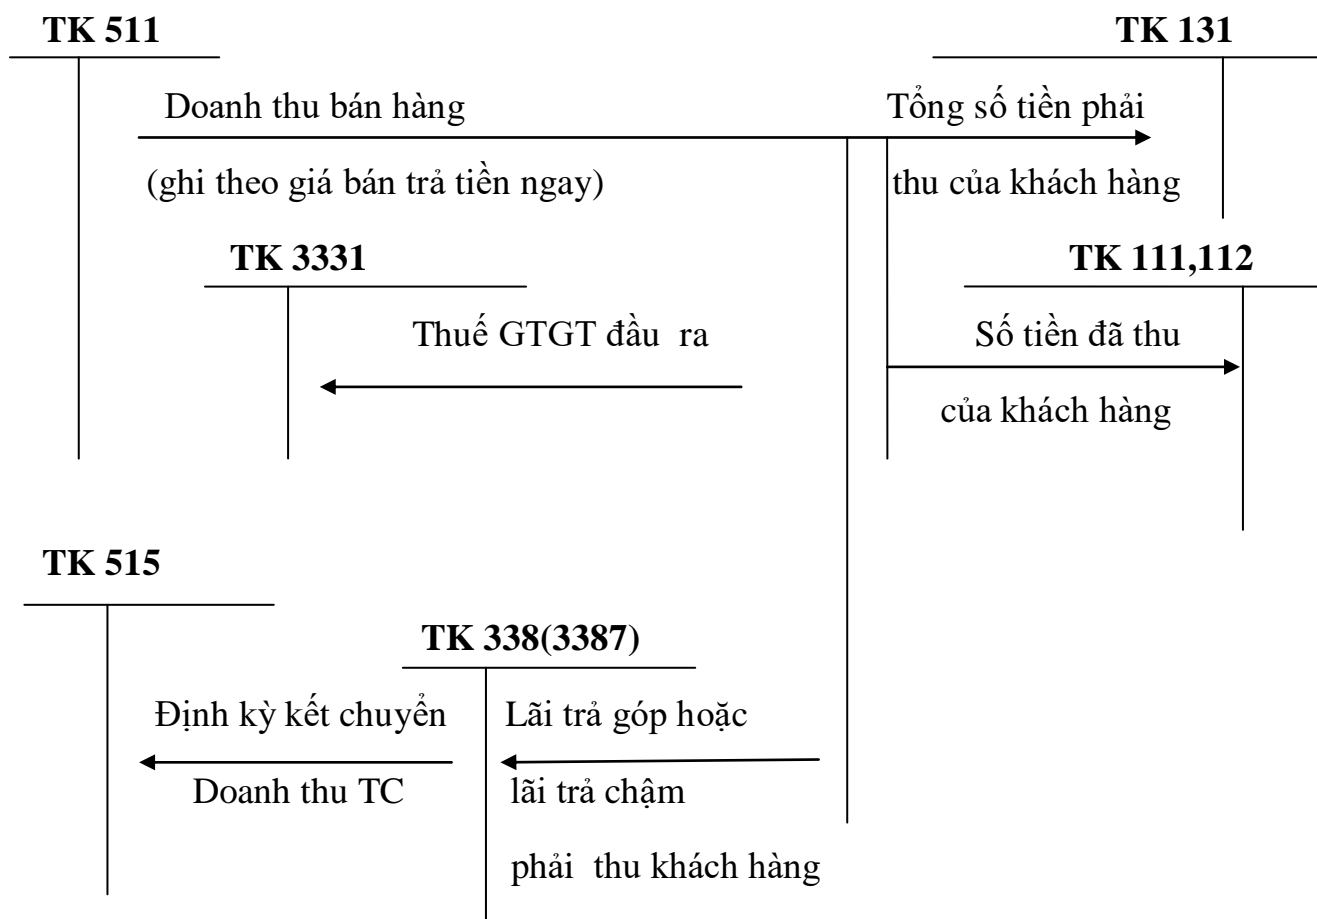 TK 511
TK 131
Doanh thu bán hàng
Tổng số tiền phải
(ghi theo giá bán trả tiền ngay)
thu của khách hàng
TK 3331
TK 111,112
Thuế GTGT đầu ra
Số tiền đã thu
của khách hàng
TK 515
TK 338(3387)
Định kỳ kết chuyển
Lãi trả góp hoặc
Doanh thu TC
lãi trả chậm
phải thu khách hàng